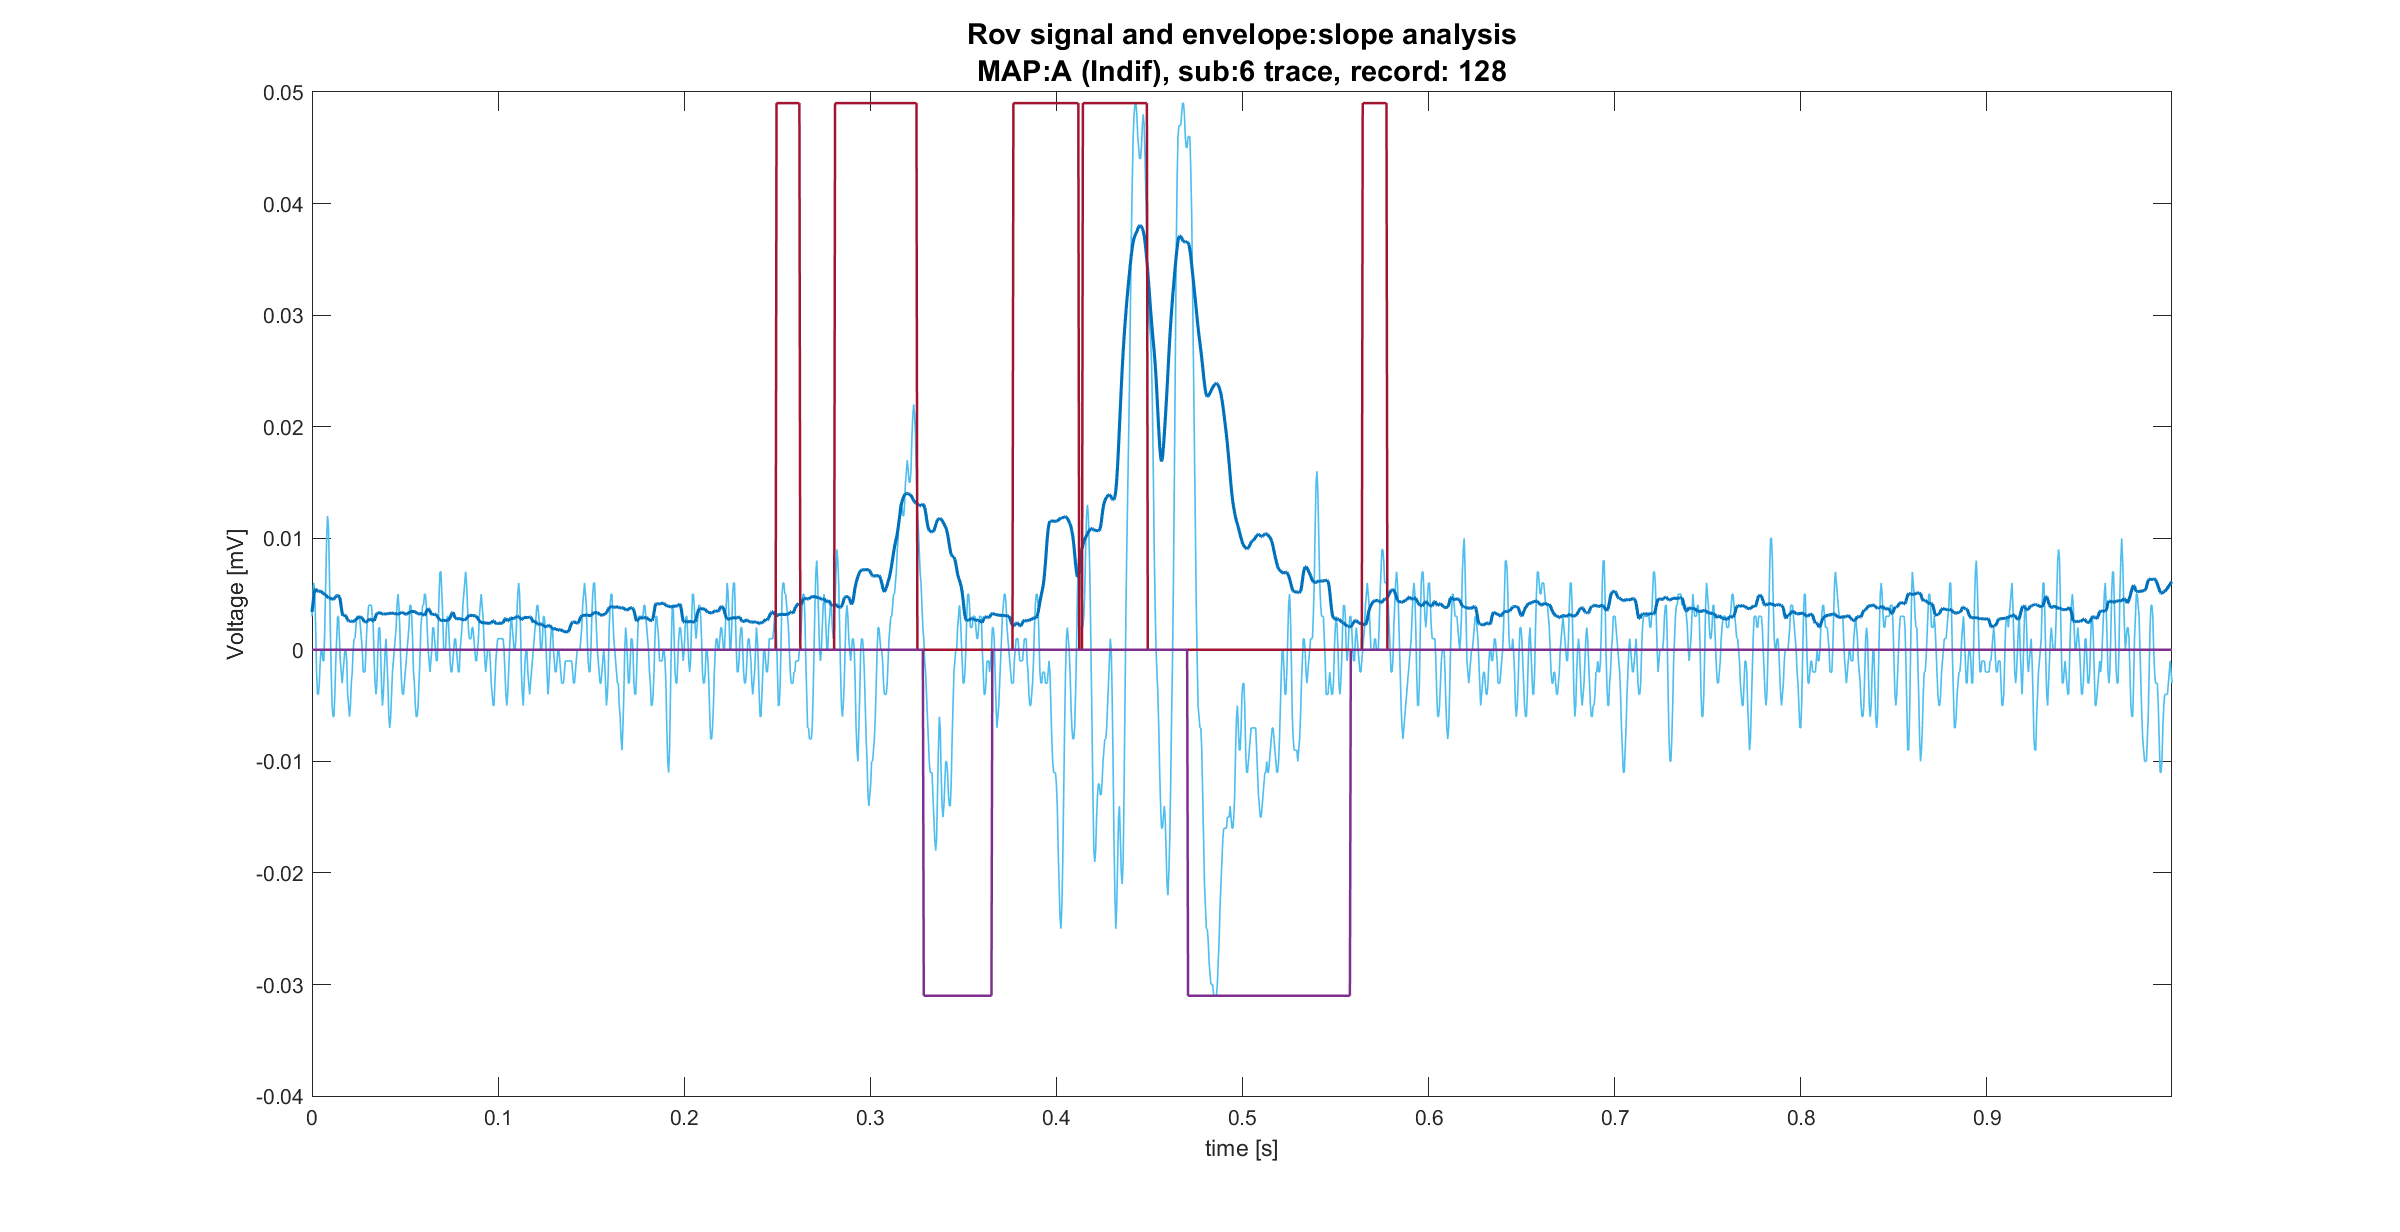 Rov signal and envelope:slope analysis
MAP:A (Indif), sub:6 trace, record: 128
0.05
0.04
0.03
0.02
0.01
0
-0.01
-0.02
-0.03
-0.04
Voltage [mV]
0 0.1 0.2 0.3 0.4 0.5 0.6 0.7 0.8 0.9
time [s]